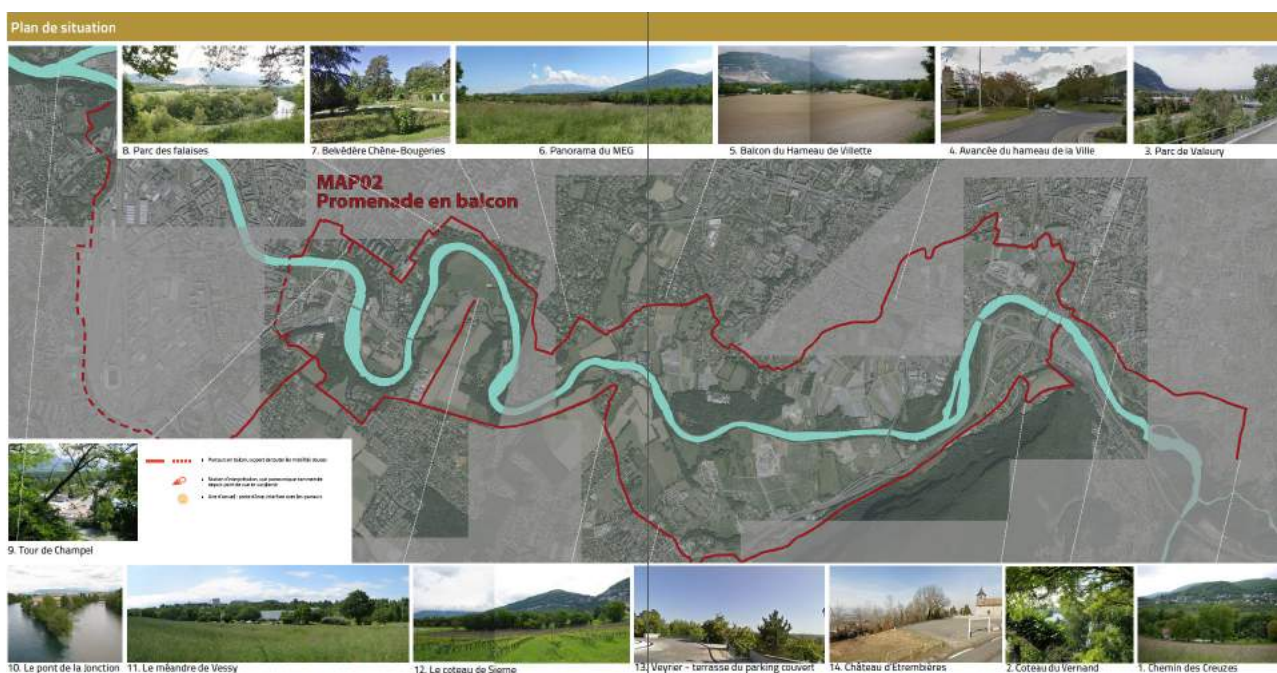 Plan de situation
8. Parc des falaises
7. Belvédère Chêne-Bougeries
6. Panorama du MEG
5. Balcon du Hameau de Villette
4. Avancée du hameau de la Ville
3. Parc de Valeury
MAP02
Promenade en balcon
9. Tour de Champel
10. Le pont de la Jonction
11. Le méandre de Vessy
12. Le coteau de Sierne
13. Veyrier - terrasse du parking couvert
14. Château d'Etrembières
2. Coteau du Vernand
1. Chemin des Creuzes